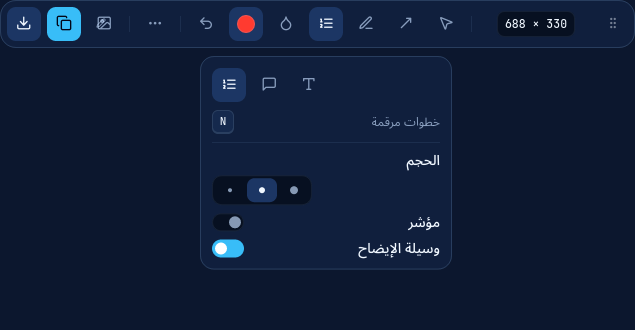 688 × 330
خطوات مرقمة
N
الحجم
مؤشر
وسيلة الإيضاح